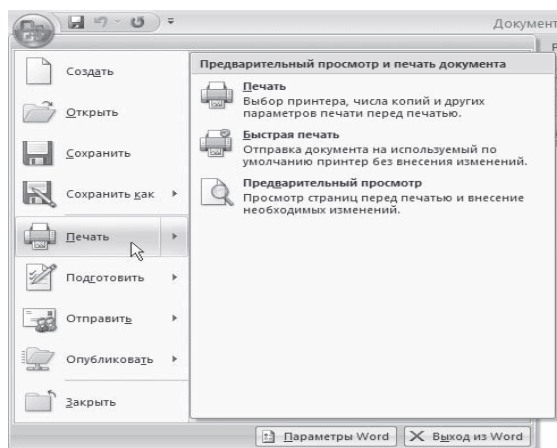 Документ
Создать
Открыть
Сохранить
Сохранить как
Печать
Подготовить
Отправить
Опубликовать
Закрыть
Предварительный просмотр и печать документа
Печать
Выбор принтера, числа копий и других
параметров печати перед печатью.
Быстрая печать
Отправка документа на используемый по
умолчанию принтер без внесения изменений.
Предварительный просмотр
Просмотр страниц перед печатью и внесение
необходимых изменений.
Параметры Word
Выход из Word